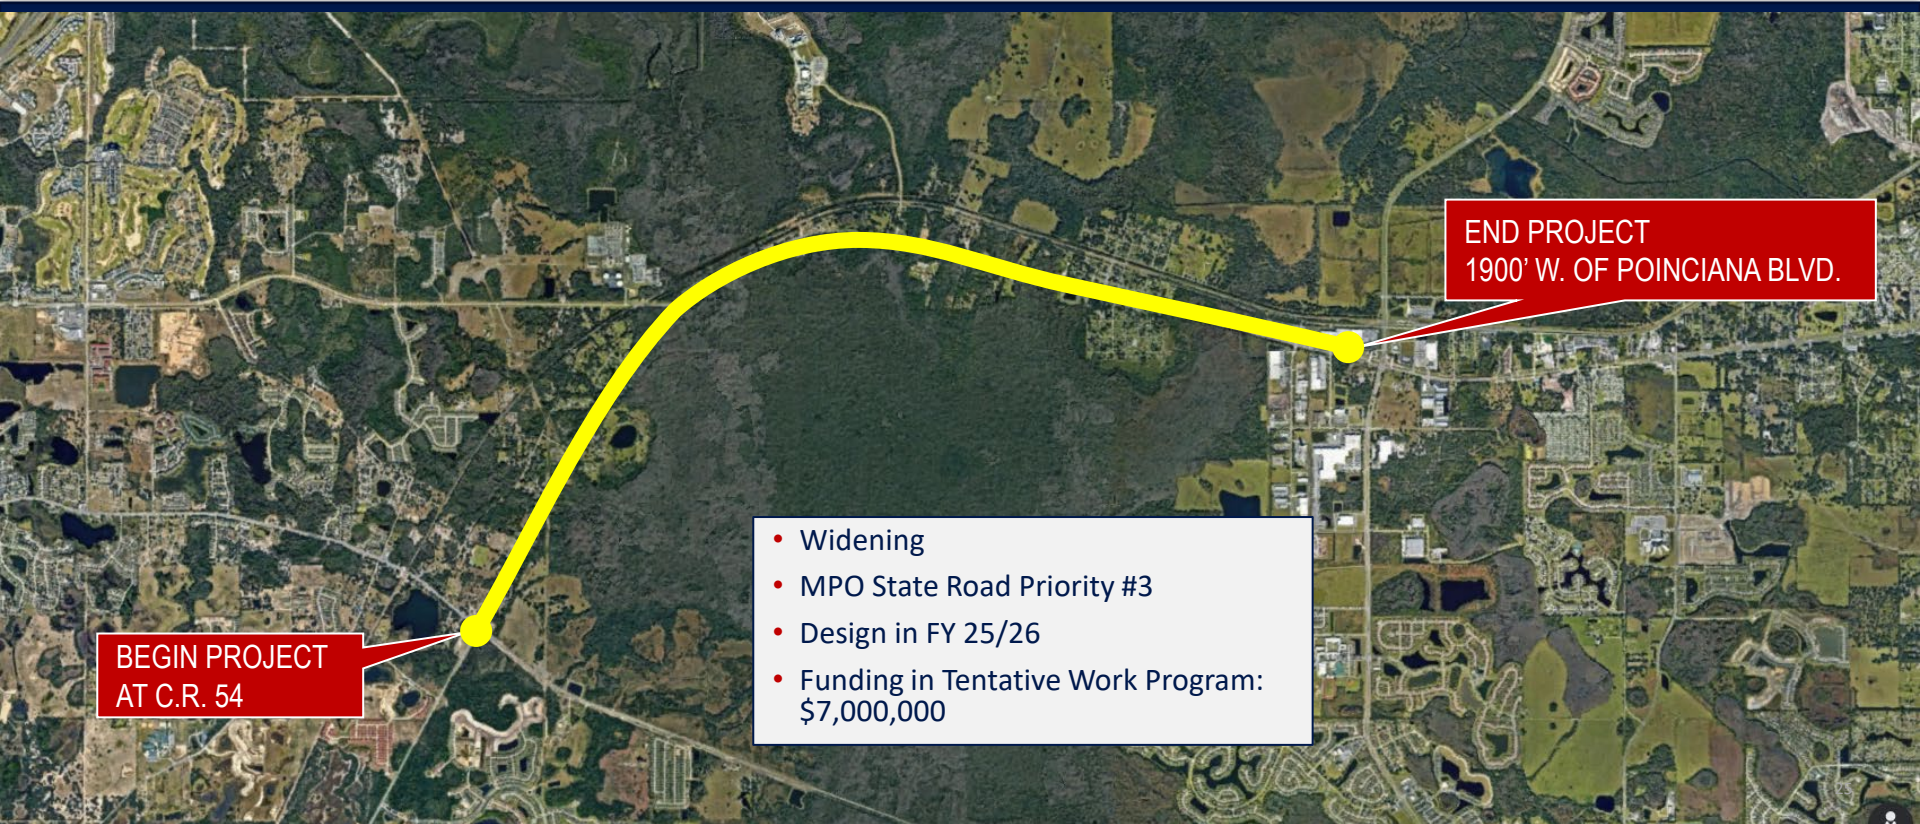 END PROJECT
1900' W. OF POINCIANA BLVD.
BEGIN PROJECT
AT C.R. 54
• Widening
• MPO State Road Priority #3
• Design in FY 25/26
• Funding in Tentative Work Program:
$7,000,000